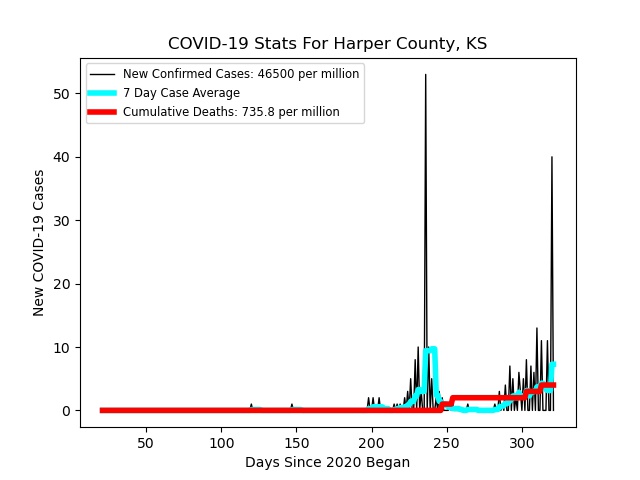 COVID-19 Stats For Harper County, KS
New Confirmed Cases: 46500 per million
7 Day Case Average
Cumulative Deaths: 735.8 per million
New COVID-19 Cases
50
40
30
20
10
0
50 100 150 200 250 300
Days Since 2020 Began